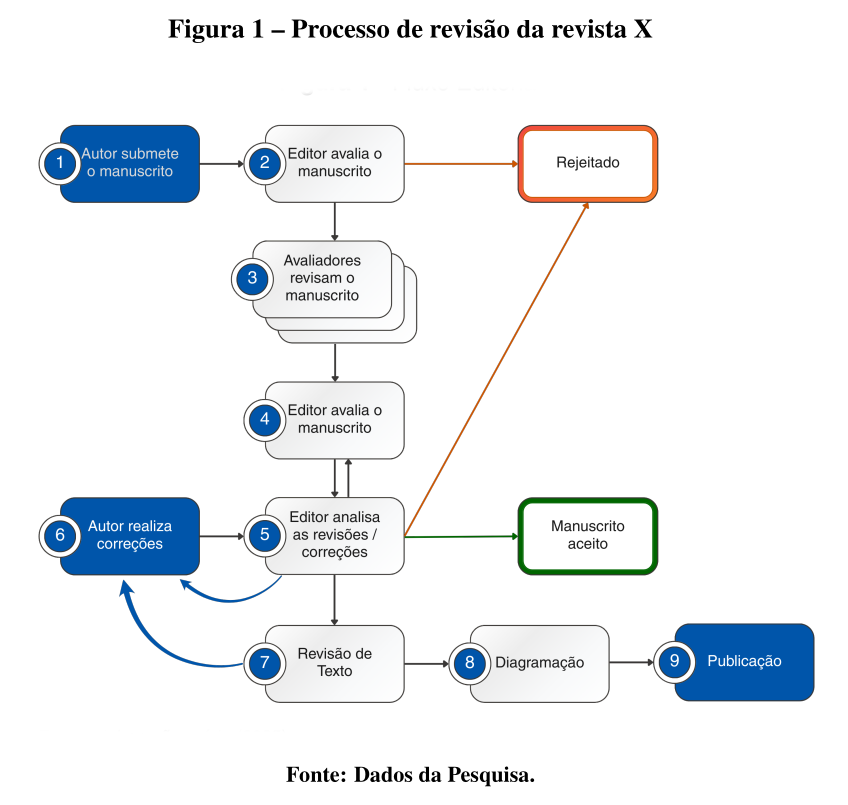 Figura 1 – Processo de revisão da revista X
1
Autor submete
o manuscrito
2
Editor avalia o
manuscrito
Rejeitado
3
Avaliadores
revisam o
manuscrito
4
Editor avalia o
manuscrito
6
Autor realiza
correções
5
Editor analisa
as revisões /
correções
Manuscrito
aceito
7
Revisão de
Texto
8
Diagramação
9
Publicação
Fonte: Dados da Pesquisa.